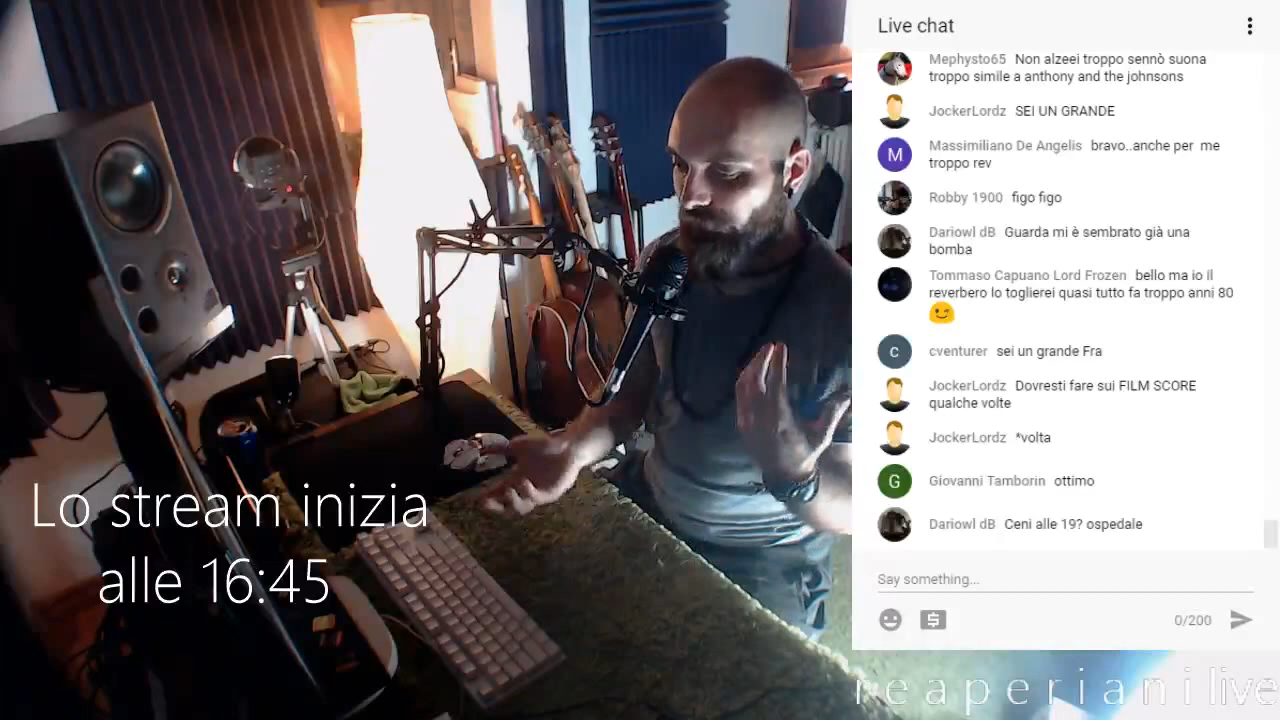 Live chat
Mephysto65 Non alzeei troppo sennò suona
troppo simile a anthony and the johnsons
JockerLordz SEI UN GRANDE
M
Massimiliano De Angelis bravo..anche per me
troppo rev
Robby 1900 figo figo
Dariowl dB Guarda mi è sembrato già una
bomba
Tommaso Capuano Lord Frozen bello ma io il
reverbero lo toglierei quasi tutto fa troppo anni 80
c
cventurer sei un grande Fra
JockerLordz Dovresti fare sui FILM SCORE
qualche volte
JockerLordz *volta
G
Giovanni Tamborin ottimo
Dariowl dB Ceni alle 19? ospedale
Say something...
0/200
Lo stream inizia
alle 16:45
reaperiani live